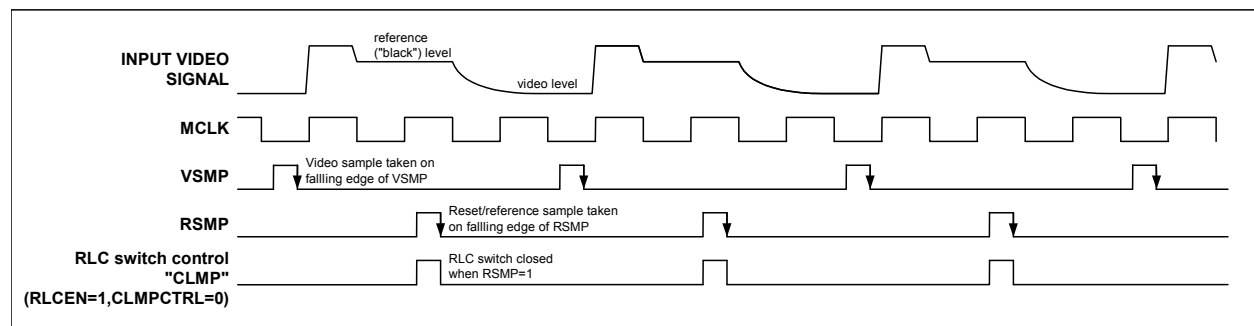 reference
("black") level
INPUT VIDEO
SIGNAL
video level
MCLK
Video sample taken on
fallling edge of VSMP
VSMP
Reset/reference sample taken
on fallling edge of RSMP
RSMP
RLC switch control
"CLMP"
(RLCEN=1,CLMPCTRL=0)
RLC switch closed
when RSMP=1